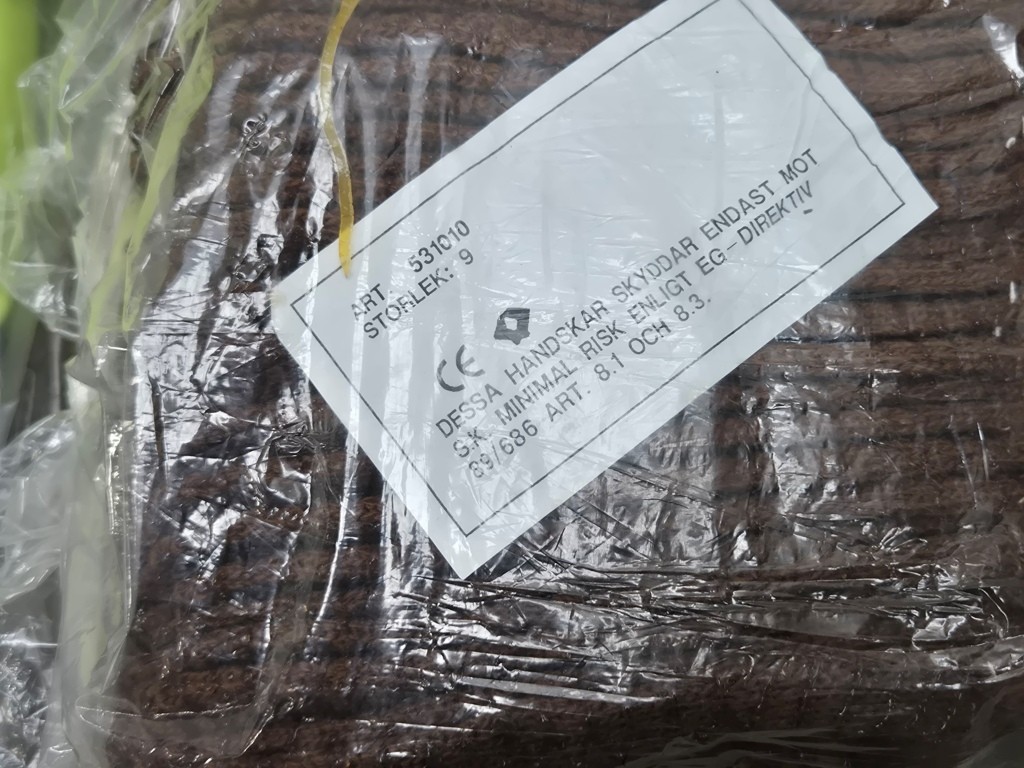 ART 531010
STORLEK: 9
CE
DESSA HANDSKAR SKYDDAR ENDAST MOT
S.K. MINIMAL RISK ENLIGT EG-DIREKTIV
89/686 ART. 8.1 OCH 8.3.